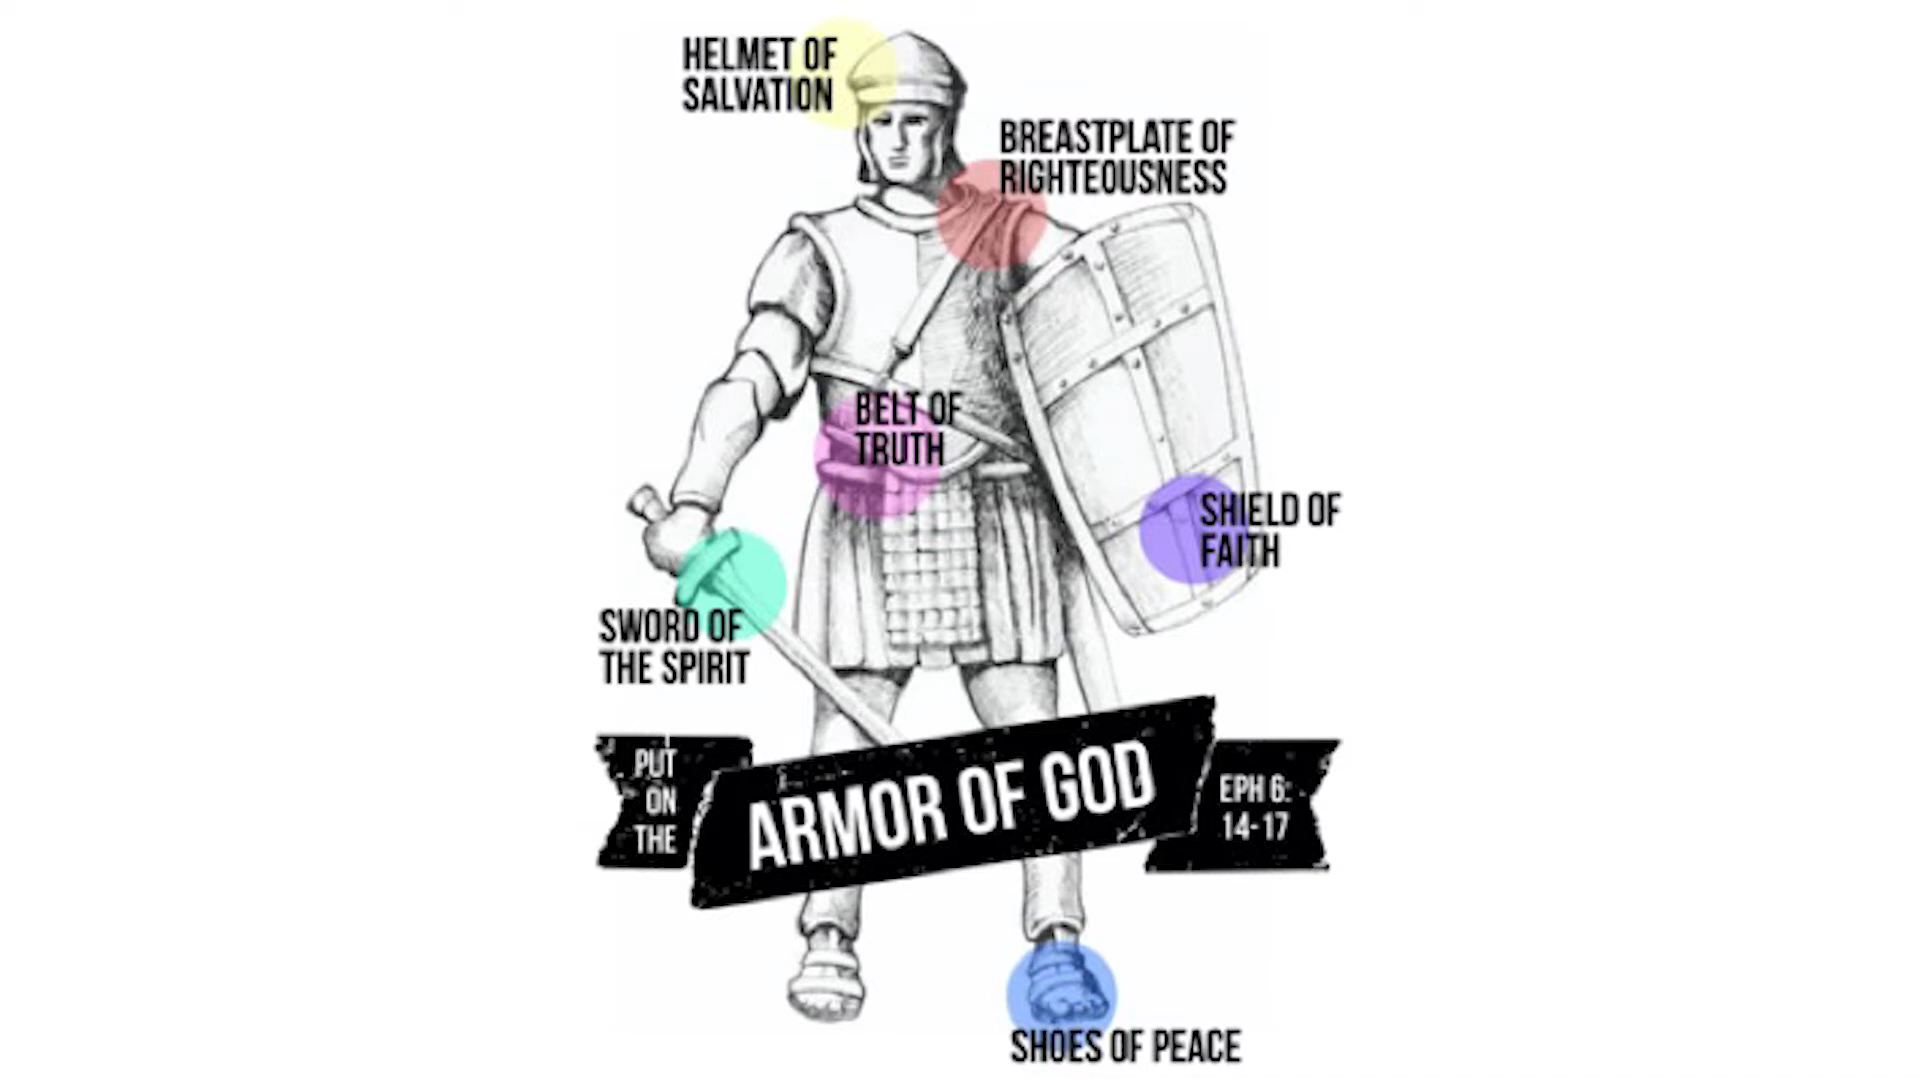 HELMET OF
SALVATION
BREASTPLATE OF
RIGHTEOUSNESS
BELT OF
TRUTH
SHIELD OF
FAITH
SWORD OF
THE SPIRIT
PUT
ON
THE
ARMOR OF GOD
EPH 6:
14-17
SHOES OF PEACE